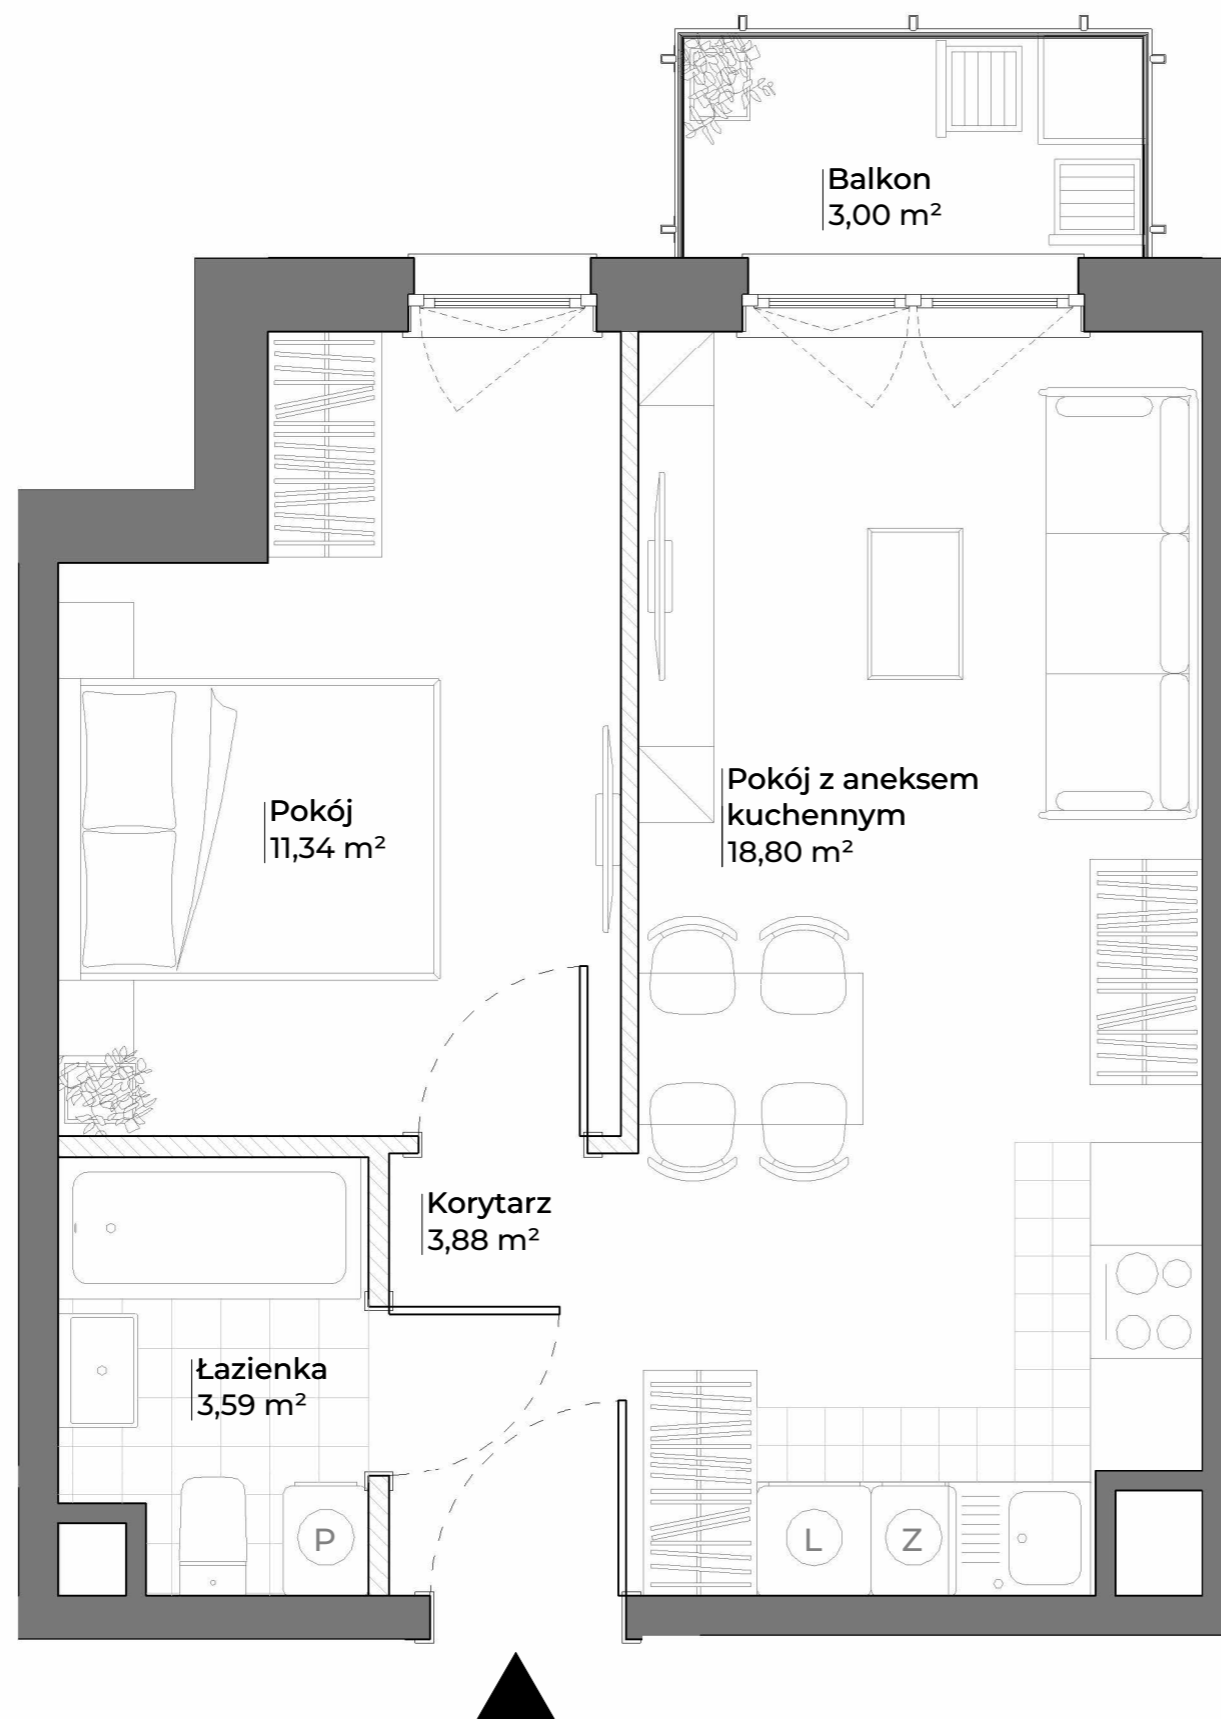 Balkon
3,00 m²
Pokój z aneksem
kuchennym
18,80 m²
Pokój
11,34 m²
Korytarz
3,88 m²
Łazienka
3,59 m²
P
L
Z